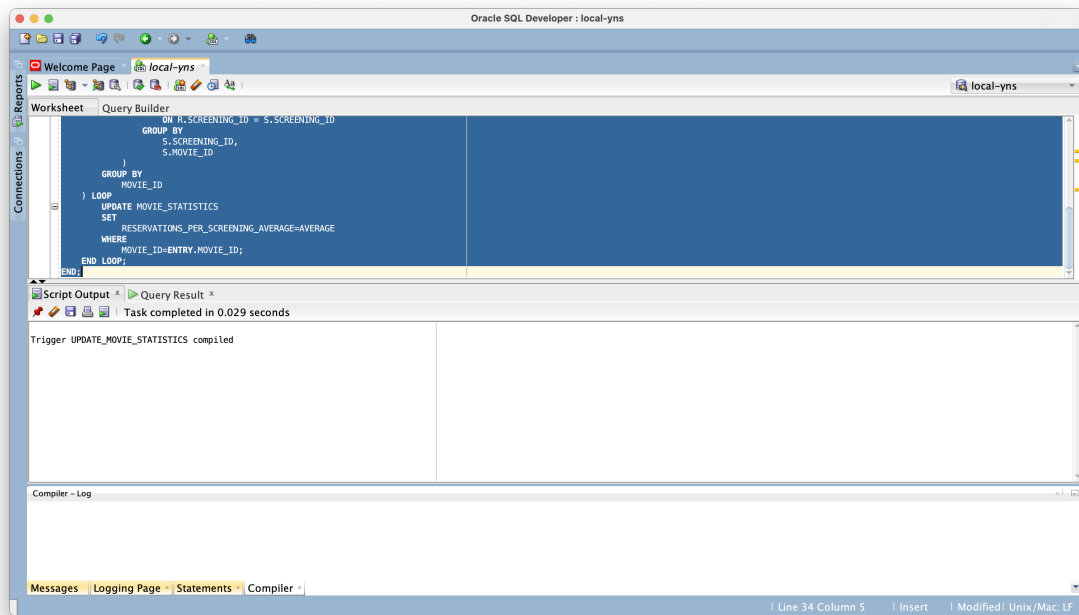 Oracle SQL Developer : local-yns
Welcome Page
local-yns
local-yns
Reports
Connections
Worksheet Query Builder
ON R.SCREENING_ID = S.SCREENING_ID
GROUP BY
S.SCREENING_ID,
S.MOVIE_ID
)
GROUP BY
MOVIE_ID
) LOOP
UPDATE MOVIE_STATISTICS
SET
RESERVATIONS_PER_SCREENING_AVERAGE=AVERAGE
WHERE
MOVIE_ID=ENTRY.MOVIE_ID;
END LOOP;
END;
Script Output x Query Result x
Task completed in 0.029 seconds
Trigger UPDATE_MOVIE_STATISTICS compiled
Compiler - Log
Messages Logging Page Statements Compiler
Line 34 Column 5 Insert Modified Unix/Mac: LF